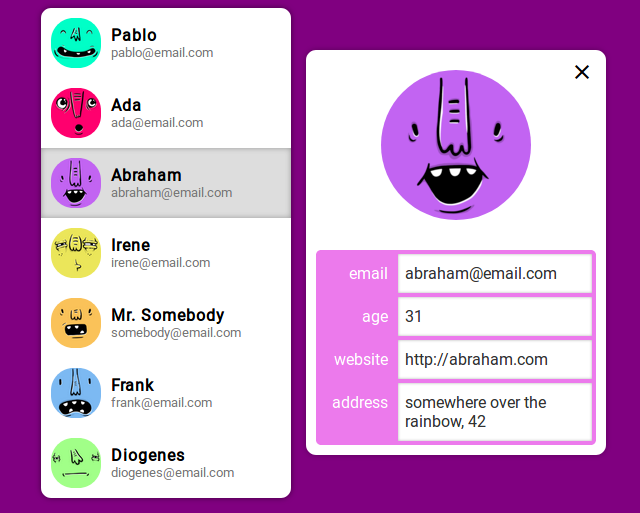 Pablo
pablo@email.com
Ada
ada@email.com
Abraham
abraham@email.com
Irene
irene@email.com
Mr. Somebody
somebody@email.com
Frank
frank@email.com
Diogenes
diogenes@email.com
email abraham@email.com
age 31
website http://abraham.com
address somewhere over the
rainbow, 42